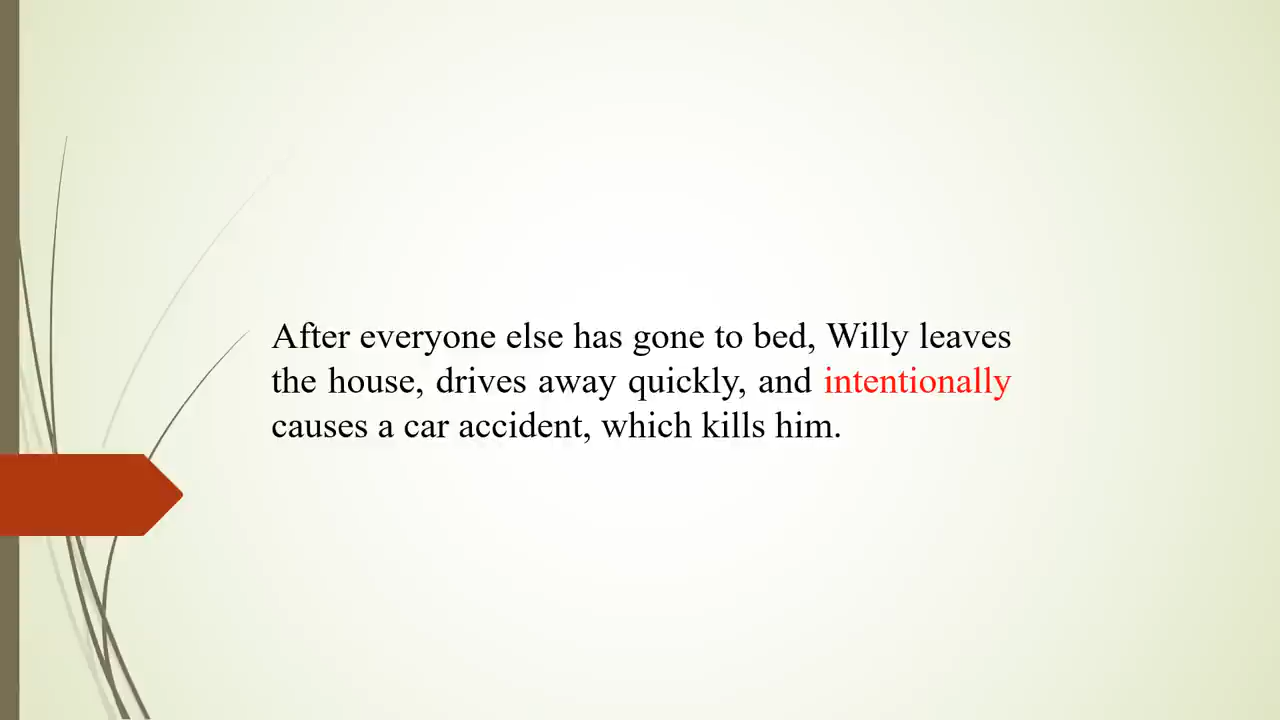 After everyone else has gone to bed, Willy leaves
the house, drives away quickly, and intentionally
causes a car accident, which kills him.